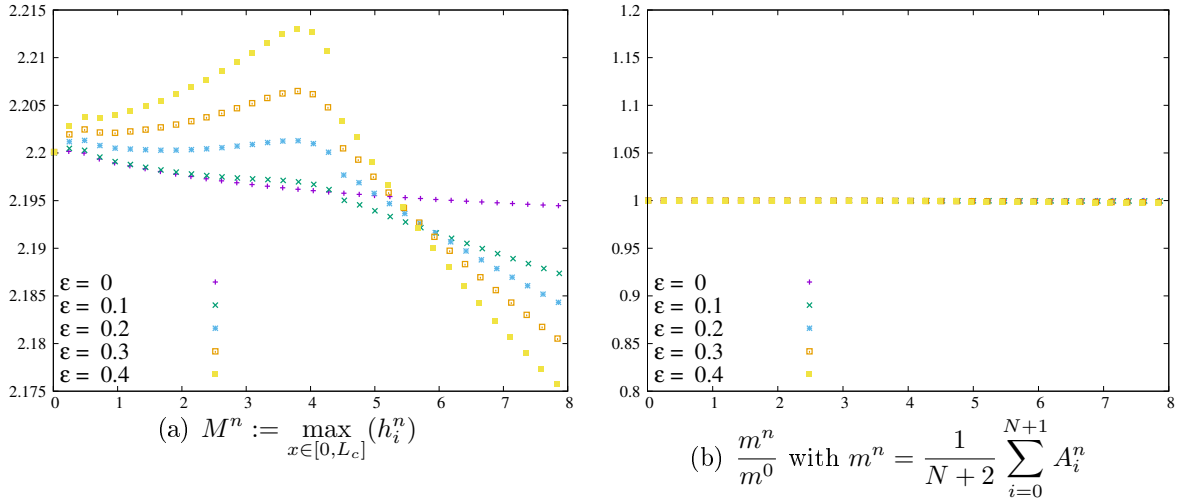 2.215
2.21
2.205
2.2
2.195
2.19
2.185
2.18
2.175
ε = 0
ε = 0.1
ε = 0.2
ε = 0.3
ε = 0.4
0 1 2 3 4 5 6 7 8
(a) M^n := max_{x∈[0,L_c]} (h_i^n)
1.2
1.15
1.1
1.05
1
0.95
0.9
0.85
0.8
ε = 0
ε = 0.1
ε = 0.2
ε = 0.3
ε = 0.4
0 1 2 3 4 5 6 7 8
(b) m^n/m^0 with m^n = 1/(N + 2) ∑_{i=0}^{N+1} A_i^n